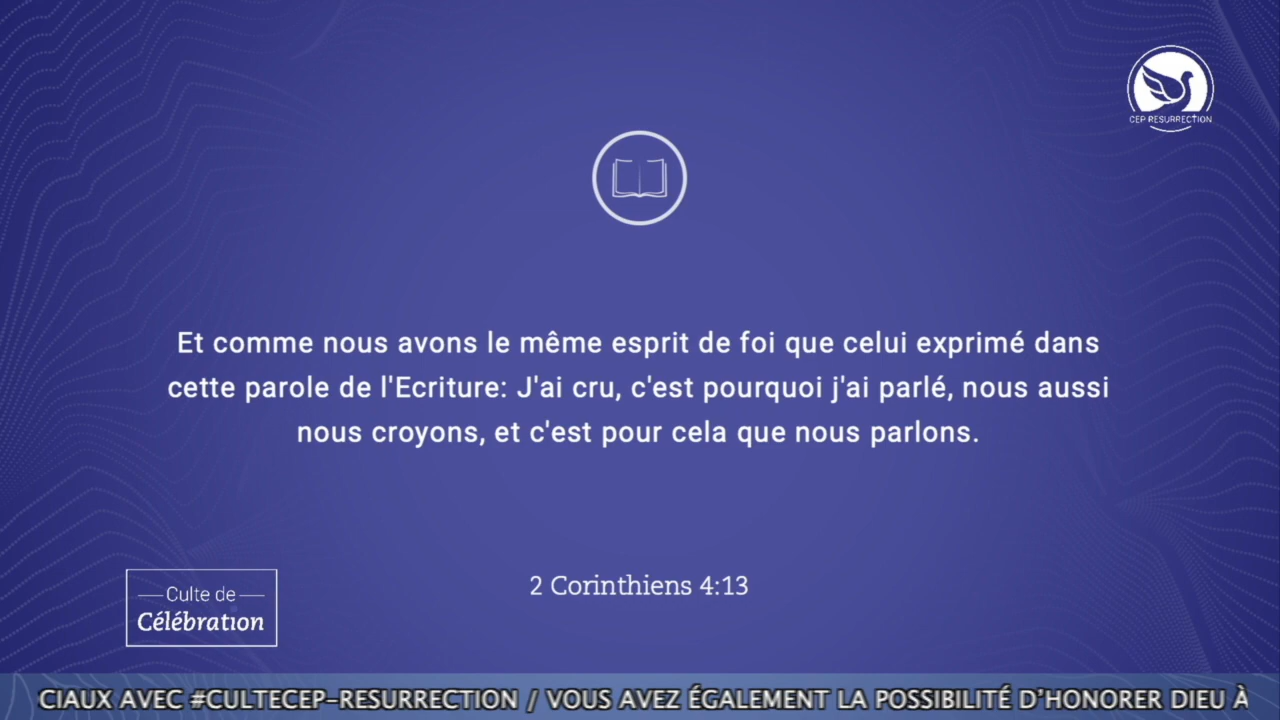 CEP RESURRECTION
Et comme nous avons le même esprit de foi que celui exprimé dans
cette parole de l'Ecriture: J'ai cru, c'est pourquoi j'ai parlé, nous aussi
nous croyons, et c'est pour cela que nous parlons.
2 Corinthiens 4:13
Culte de
Célébration
CIAUX AVEC #CULTECEP-RESURRECTION / VOUS AVEZ ÉGALEMENT LA POSSIBILITÉ D'HONORER DIEU À